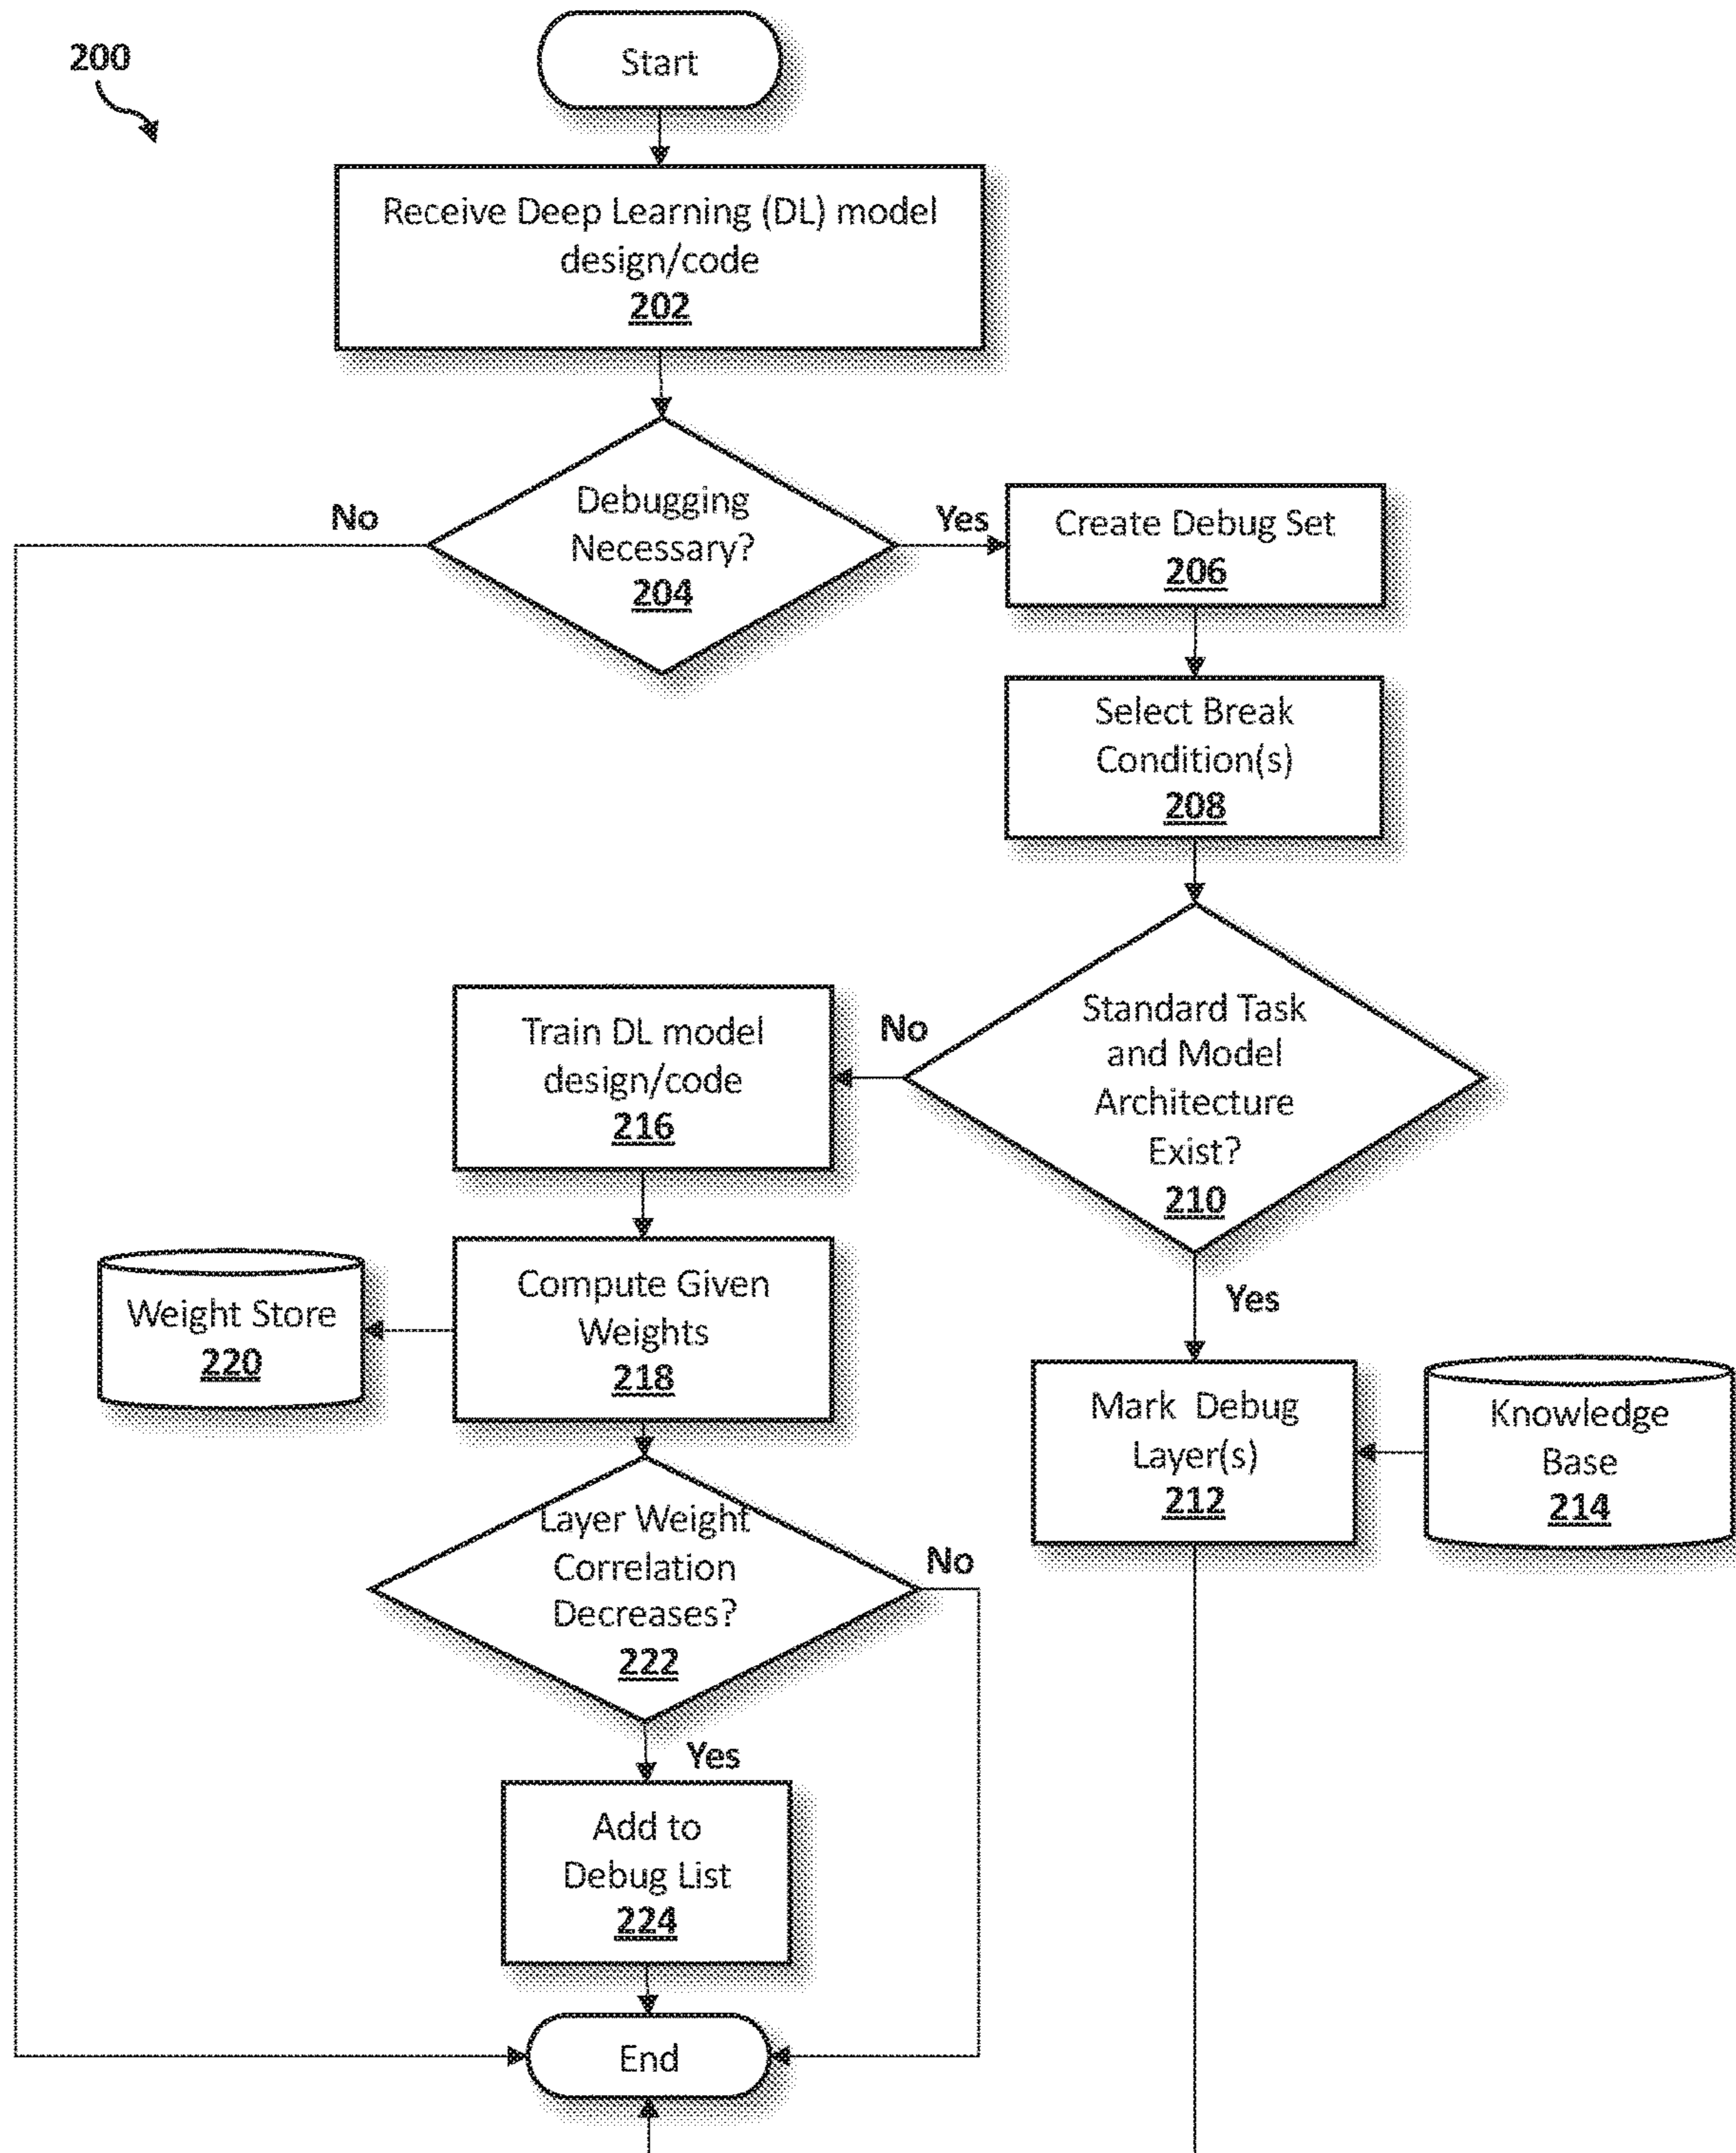 200
Start
Receive Deep Learning (DL) model
design/code
202
No
Debugging
Necessary?
204
Yes
Create Debug Set
206
Select Break
Condition(s)
208
Standard Task
and Model
Architecture
Exist?
210
No
Train DL model
design/code
216
Yes
Compute Given
Weights
218
Weight Store
220
Mark Debug
Layer(s)
212
Knowledge
Base
214
Layer Weight
Correlation
Decreases?
222
No
Yes
Add to
Debug List
224
End